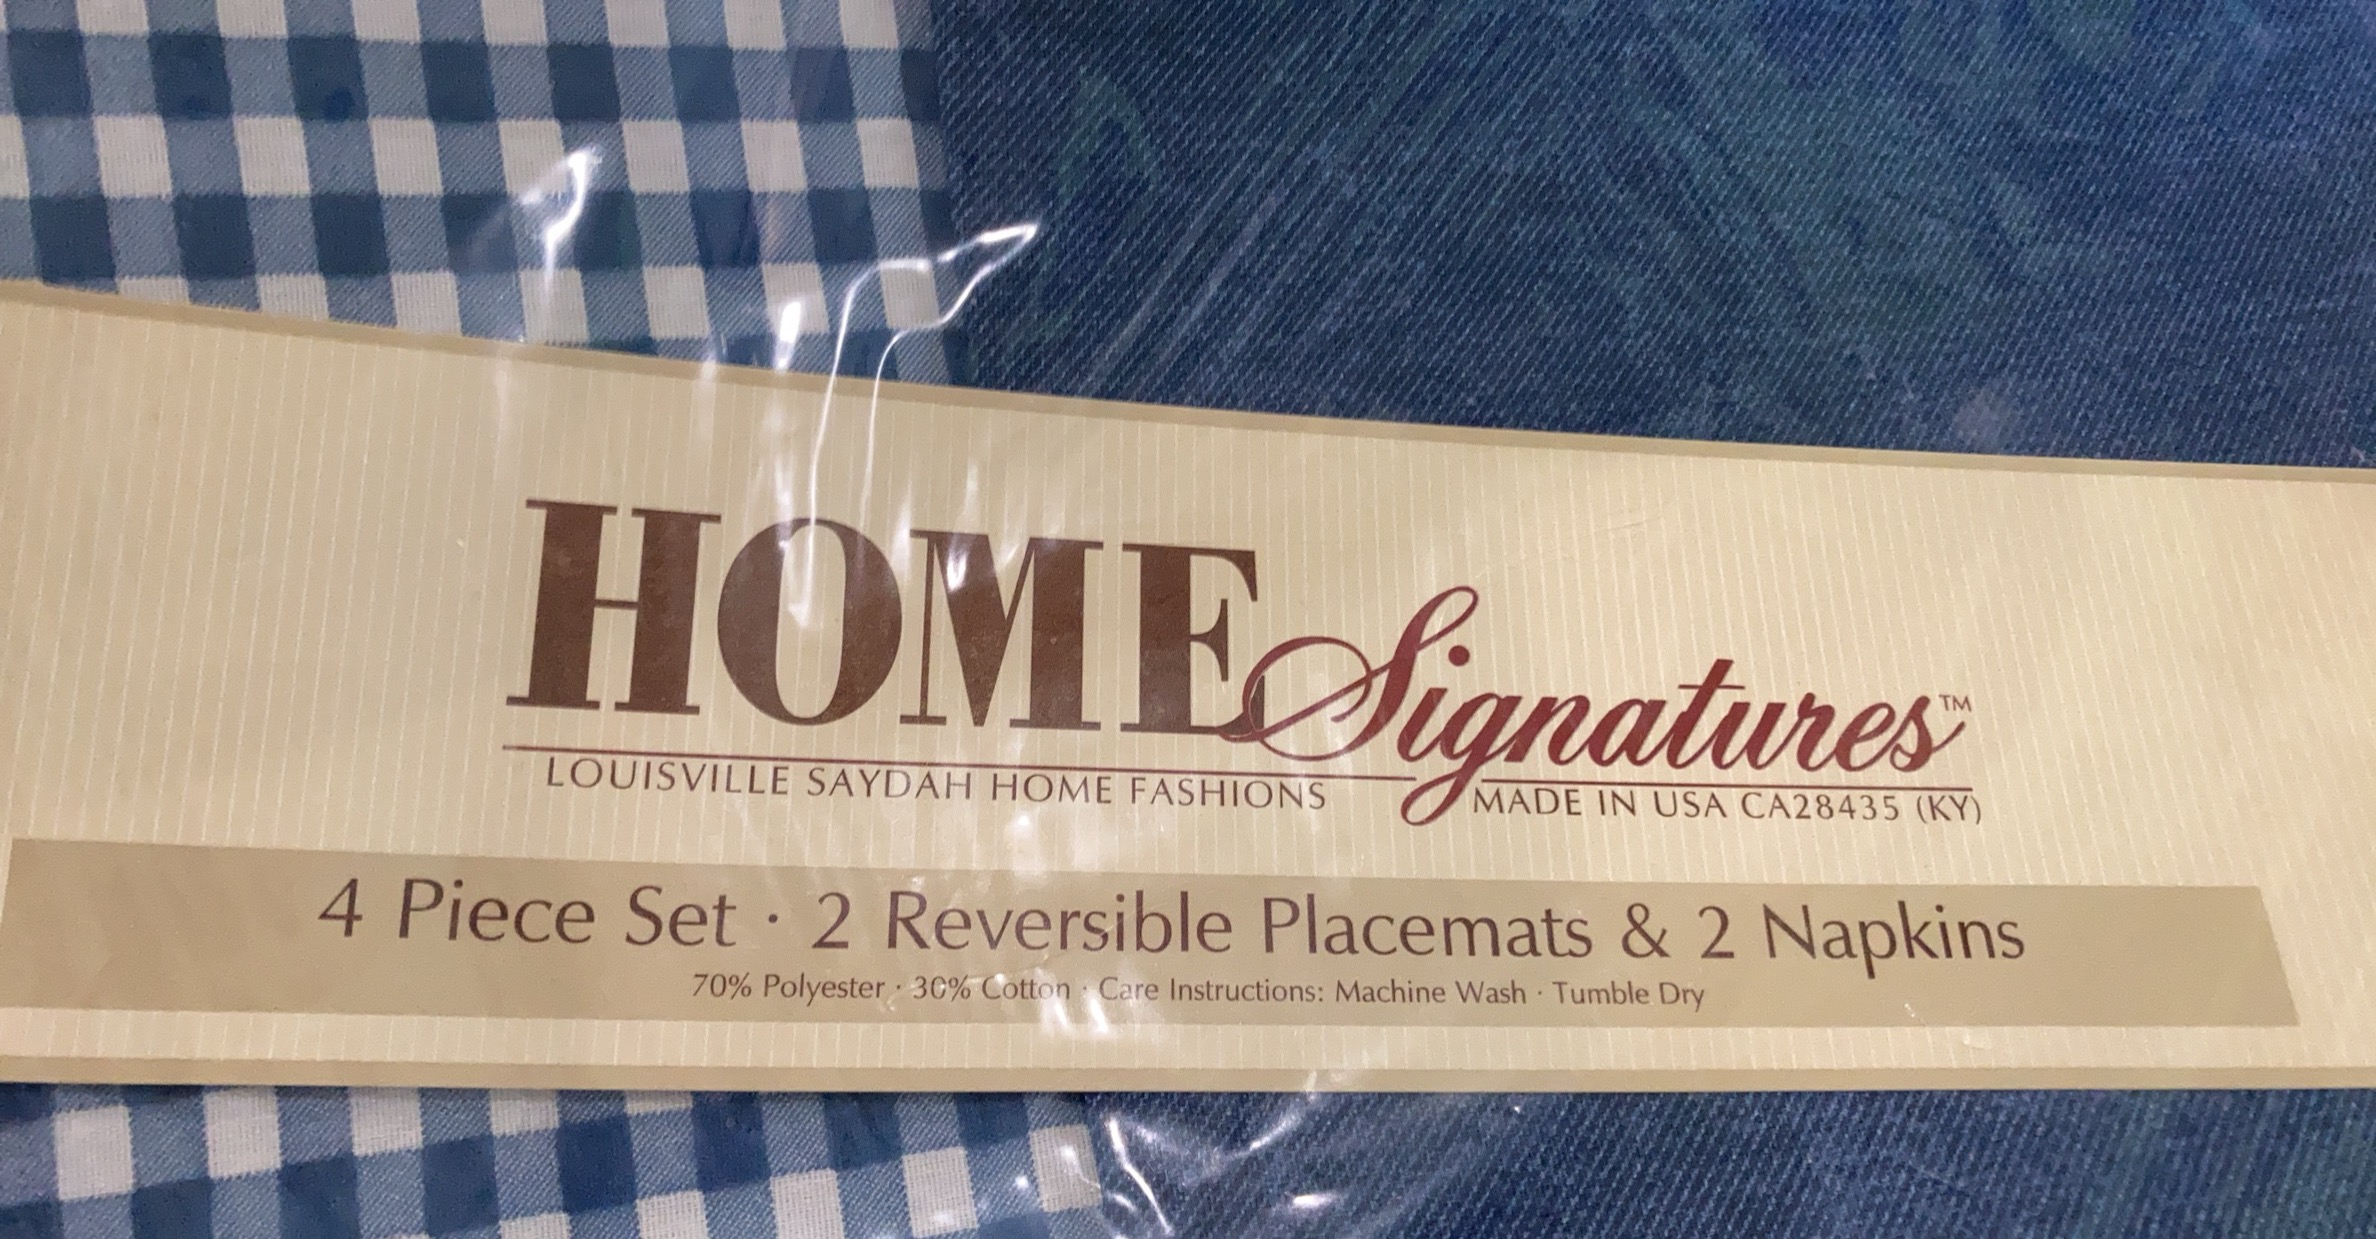 HOME Signatures™
LOUISVILLE SAYDAH HOME FASHIONS MADE IN USA CA28435 (KY)
4 Piece Set · 2 Reversible Placemats & 2 Napkins
70% Polyester · 30% Cotton · Care Instructions: Machine Wash · Tumble Dry